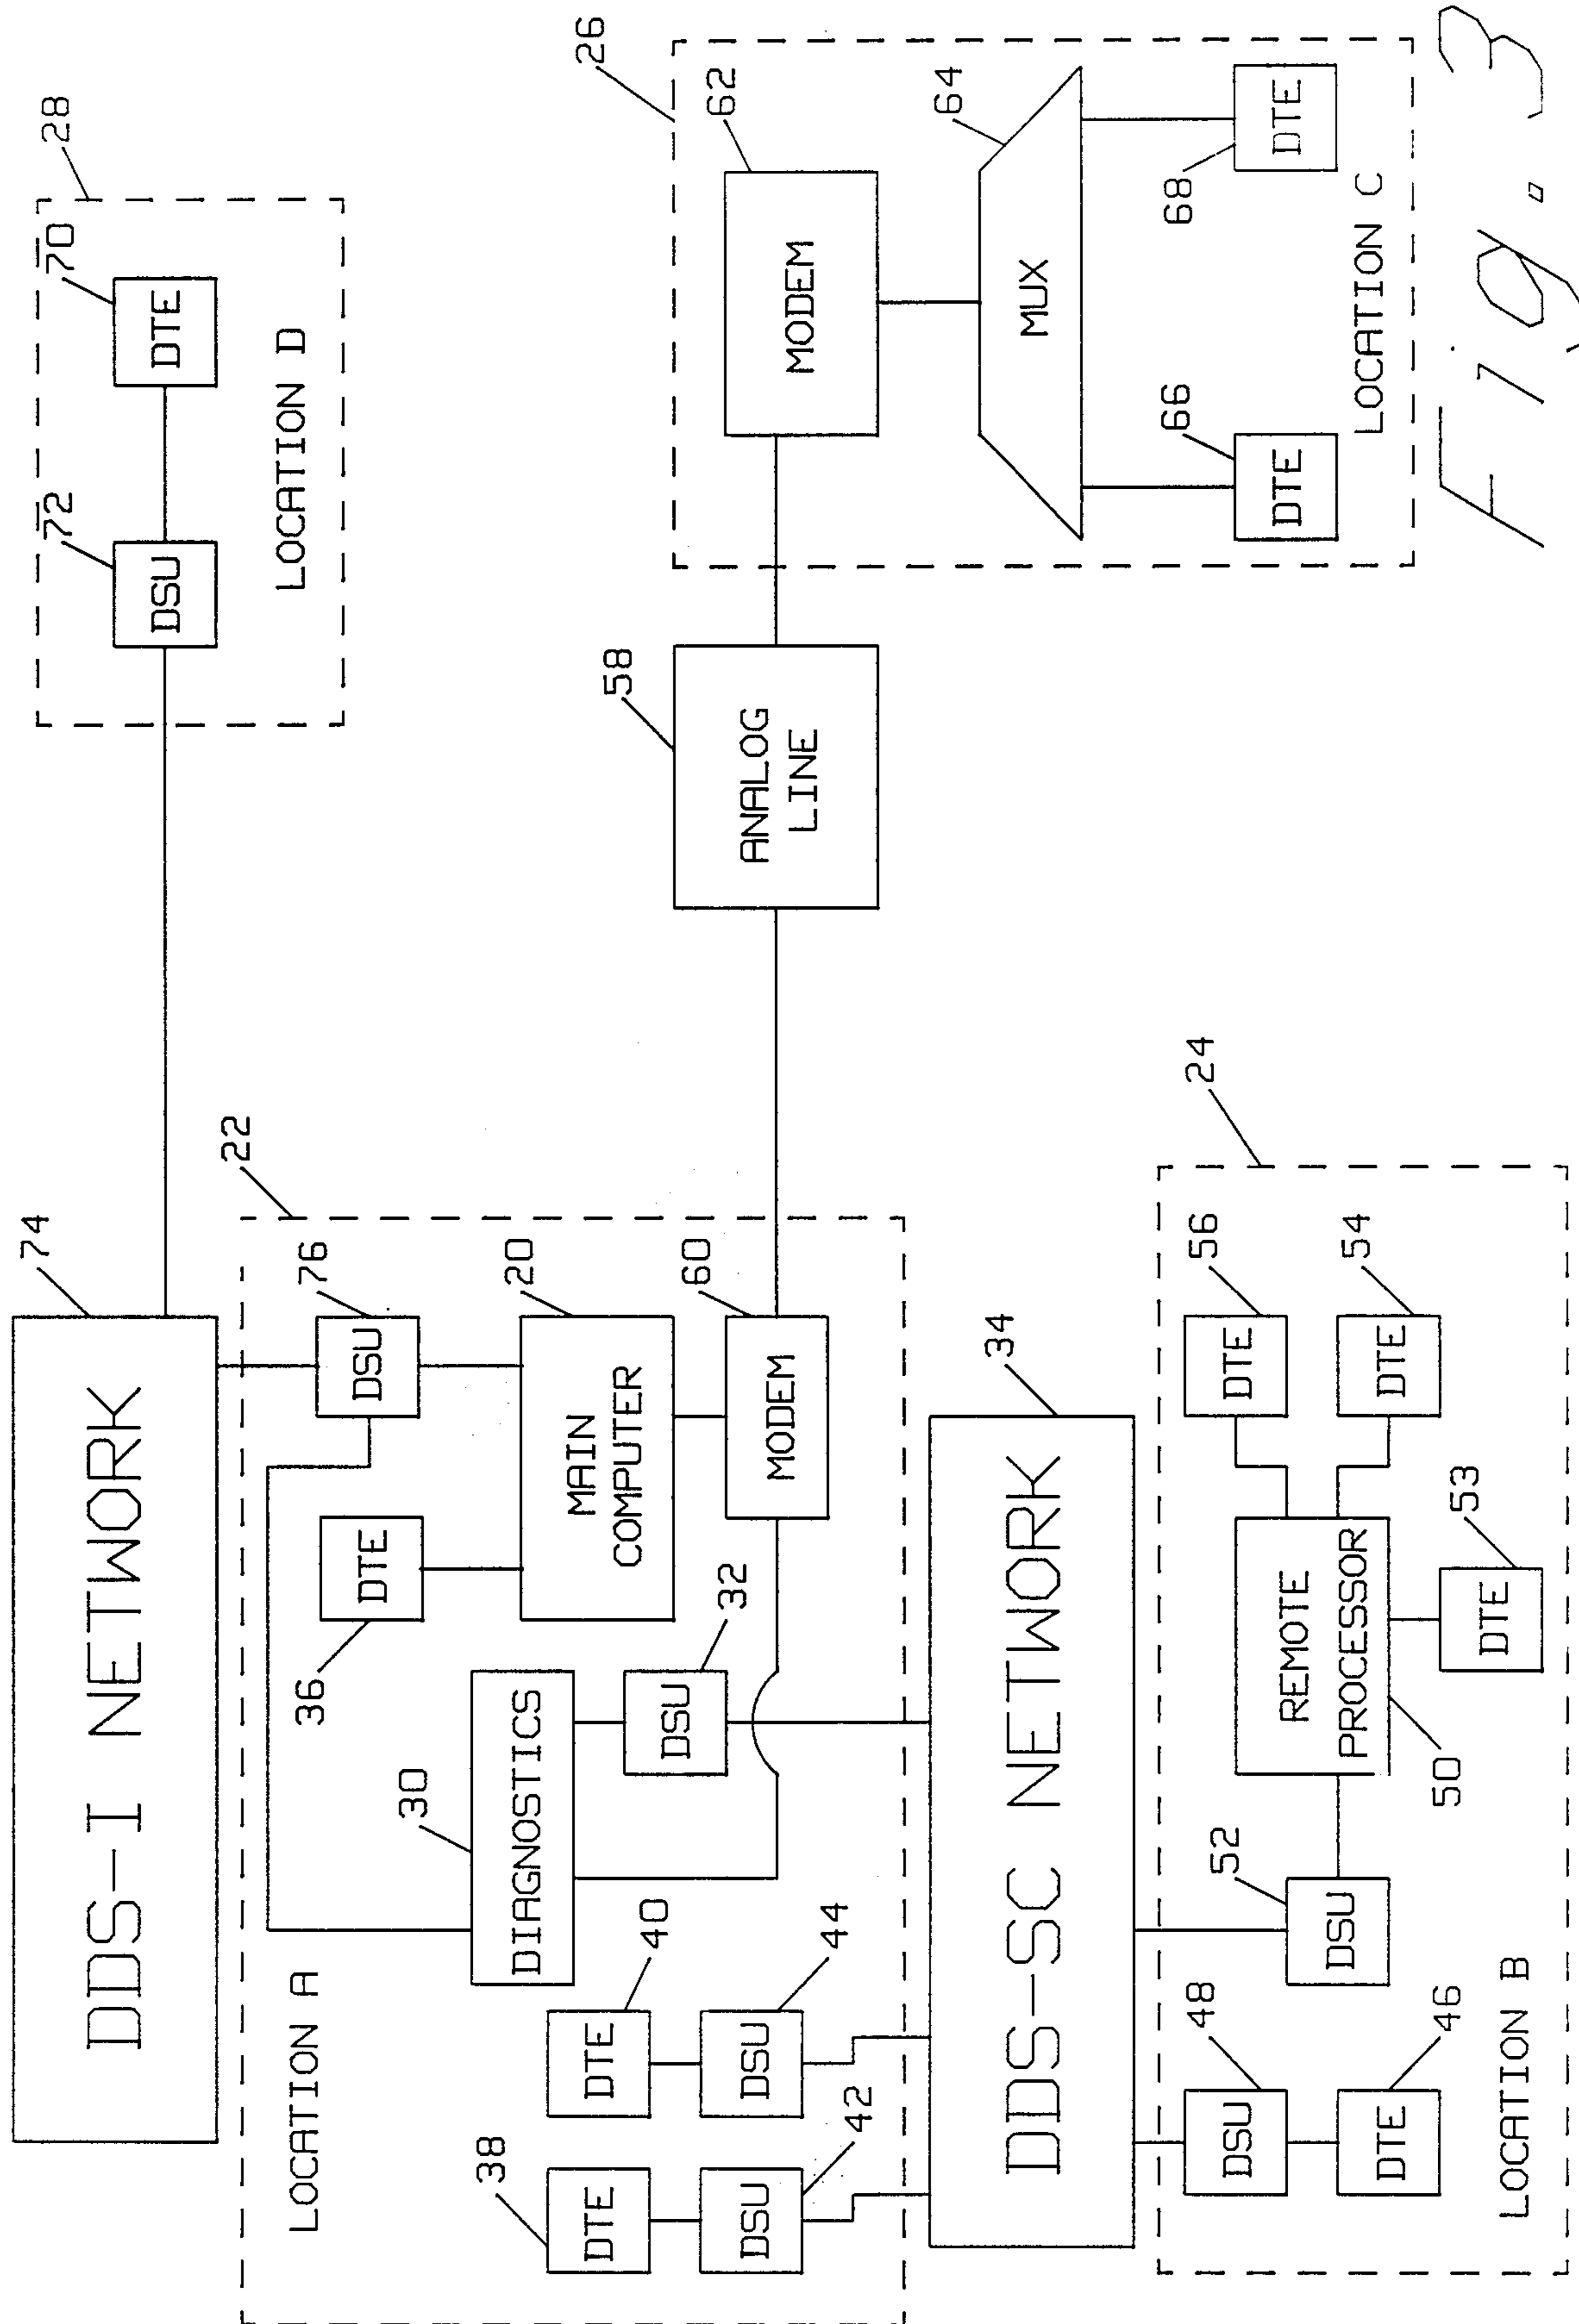 74
DDS-I NETWORK
28
72
70
DSU
DTE
LOCATION D
22
LOCATION A
76
DSU
36
DTE
20
MAIN
COMPUTER
30
DIAGNOSTICS
32
DSU
60
MODEM
38
DTE
40
DTE
42
DSU
44
DSU
58
ANALOG
LINE
26
62
MODEM
64
MUX
66
DTE
68
DTE
LOCATION C
34
DDS-SC NETWORK
24
48
DSU
46
DTE
52
DSU
50
REMOTE
PROCESSOR
56
DTE
54
DTE
53
DTE
LOCATION B
Fig. 3